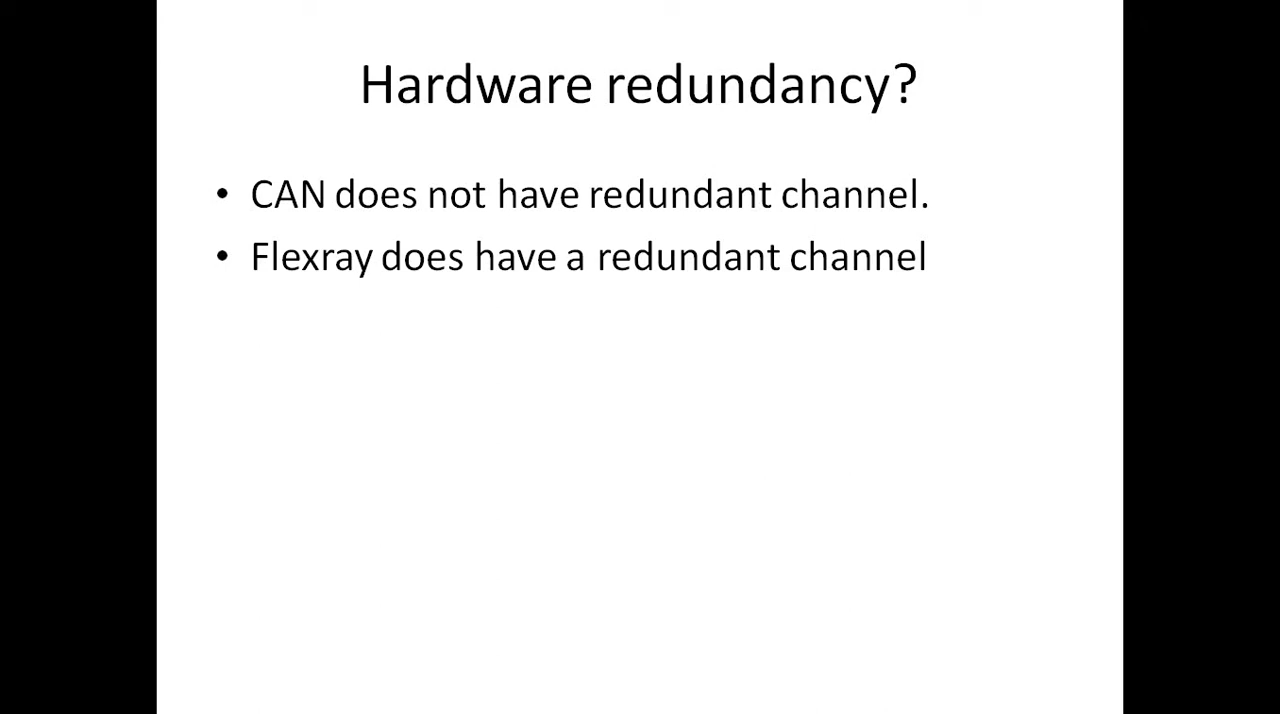 Hardware redundancy?
• CAN does not have redundant channel.
• Flexray does have a redundant channel